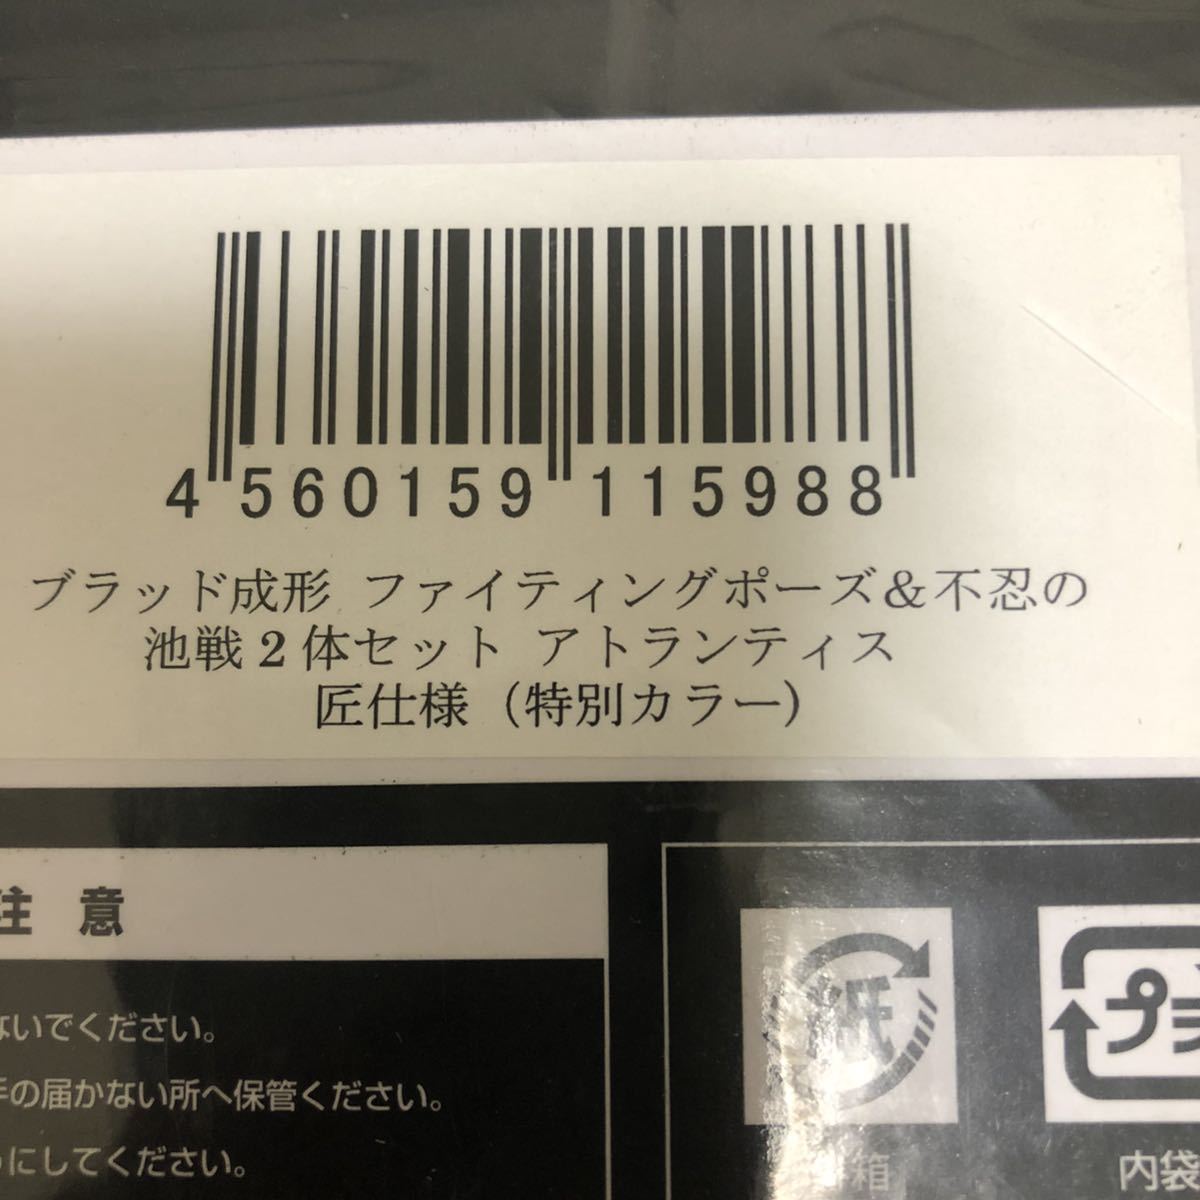 4 560159 115988
ブラッド成形 ファイティングポーズ&不忍の
池戦2体セット アトランティス
匠仕様(特別カラー)
注 意
ないでください。
手の届かない所へ保管ください。
うにしてください。
紙
箱
プラ
内袋